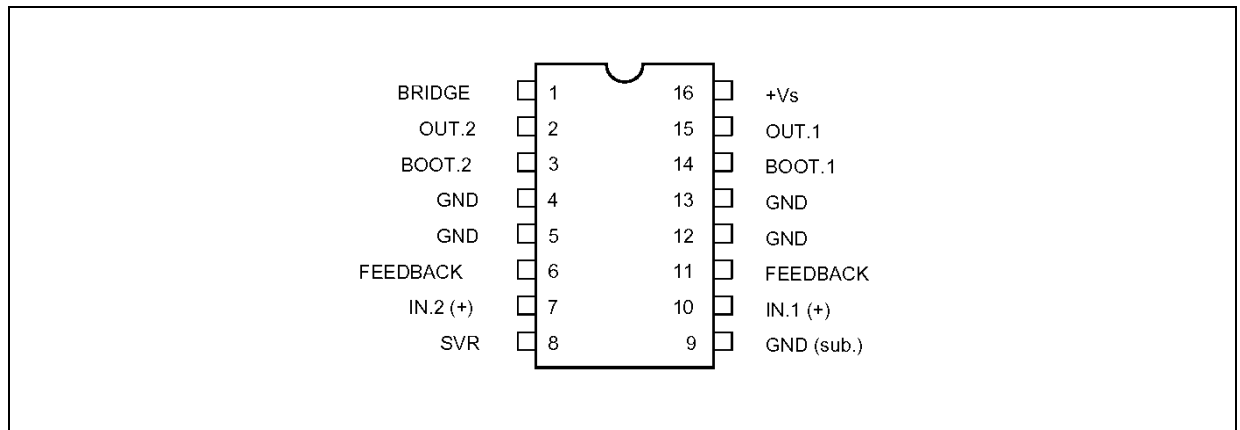 BRIDGE 1 16 +Vs
OUT.2 2 15 OUT.1
BOOT.2 3 14 BOOT.1
GND 4 13 GND
GND 5 12 GND
FEEDBACK 6 11 FEEDBACK
IN.2 (+) 7 10 IN.1 (+)
SVR 8 9 GND (sub.)